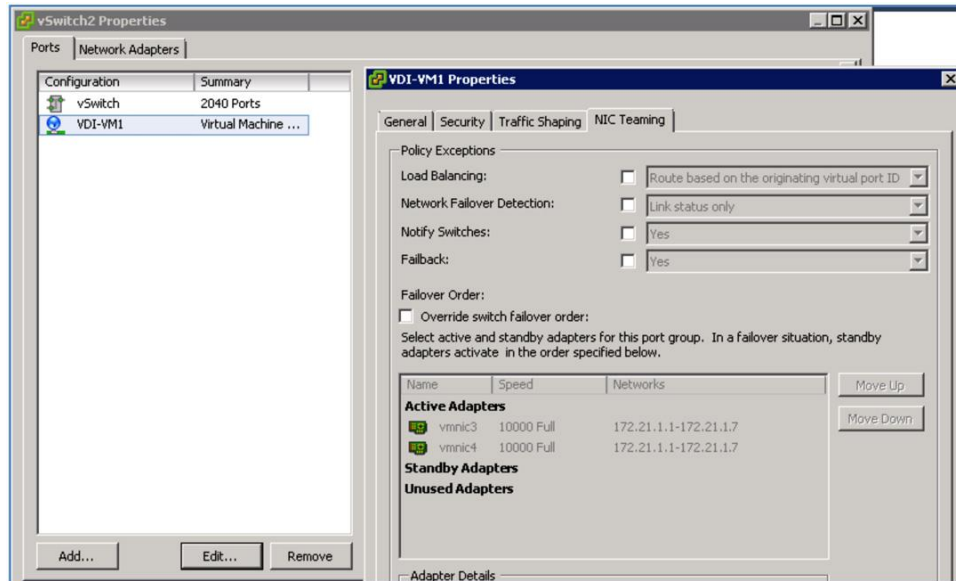 vSwitch2 Properties
Ports Network Adapters
Configuration Summary
vSwitch 2040 Ports
VDI-VM1 Virtual Machine ...
Add... Edit... Remove
VDI-VM1 Properties
General Security Traffic Shaping NIC Teaming
Policy Exceptions
Load Balancing: Route based on the originating virtual port ID
Network Failover Detection: Link status only
Notify Switches: Yes
Failback: Yes
Failover Order:
Override switch failover order:
Select active and standby adapters for this port group. In a failover situation, standby
adapters activate in the order specified below.
Name Speed Networks
Move Up
Active Adapters
Move Down
vmnic3 10000 Full 172.21.1.1-172.21.1.7
vmnic4 10000 Full 172.21.1.1-172.21.1.7
Standby Adapters
Unused Adapters
Adapter Details